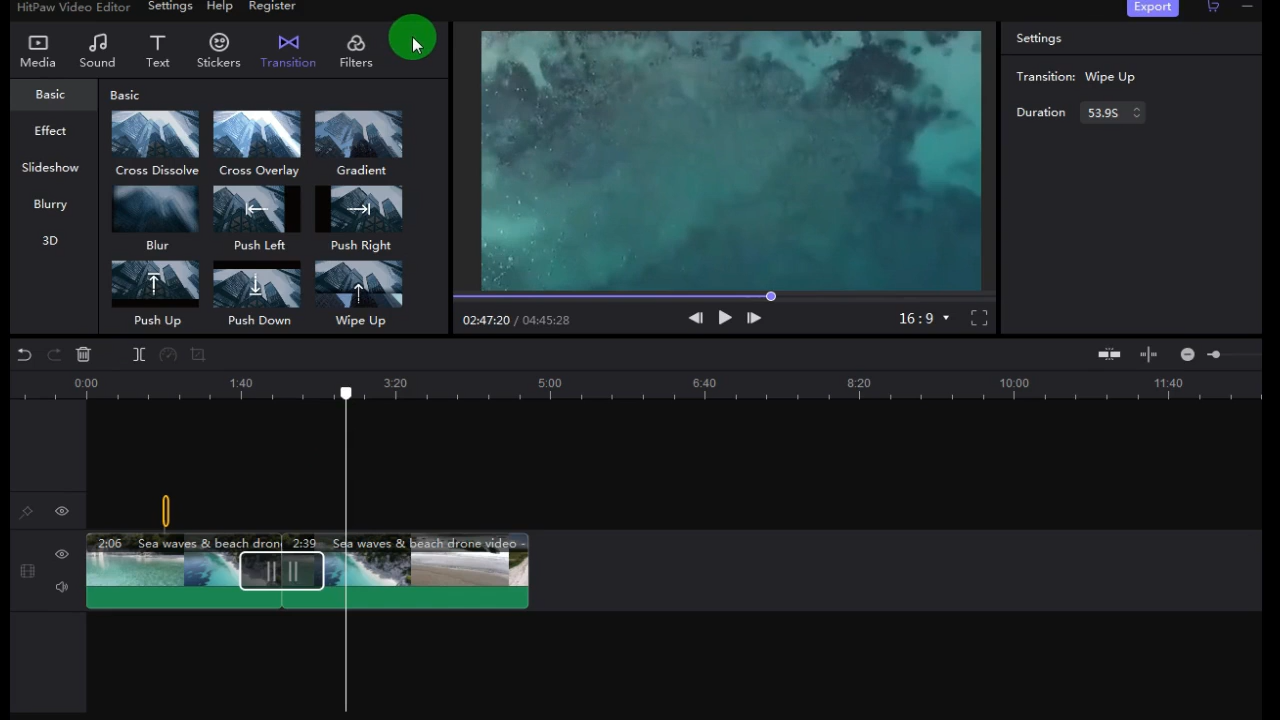 HitPaw Video Editor Settings Help Register Export
Media Sound Text Stickers Transition Filters
Settings
Transition: Wipe Up
Duration 53.9S
Basic
Effect
Slideshow
Blurry
3D
Basic
Cross Dissolve Cross Overlay Gradient
Blur Push Left Push Right
Push Up Push Down Wipe Up
02:47:20 / 04:45:28 16:9
0:00 1:40 3:20 5:00 6:40 8:20 10:00 11:40
2:06 Sea waves & beach dron 2:39 Sea waves & beach drone video -